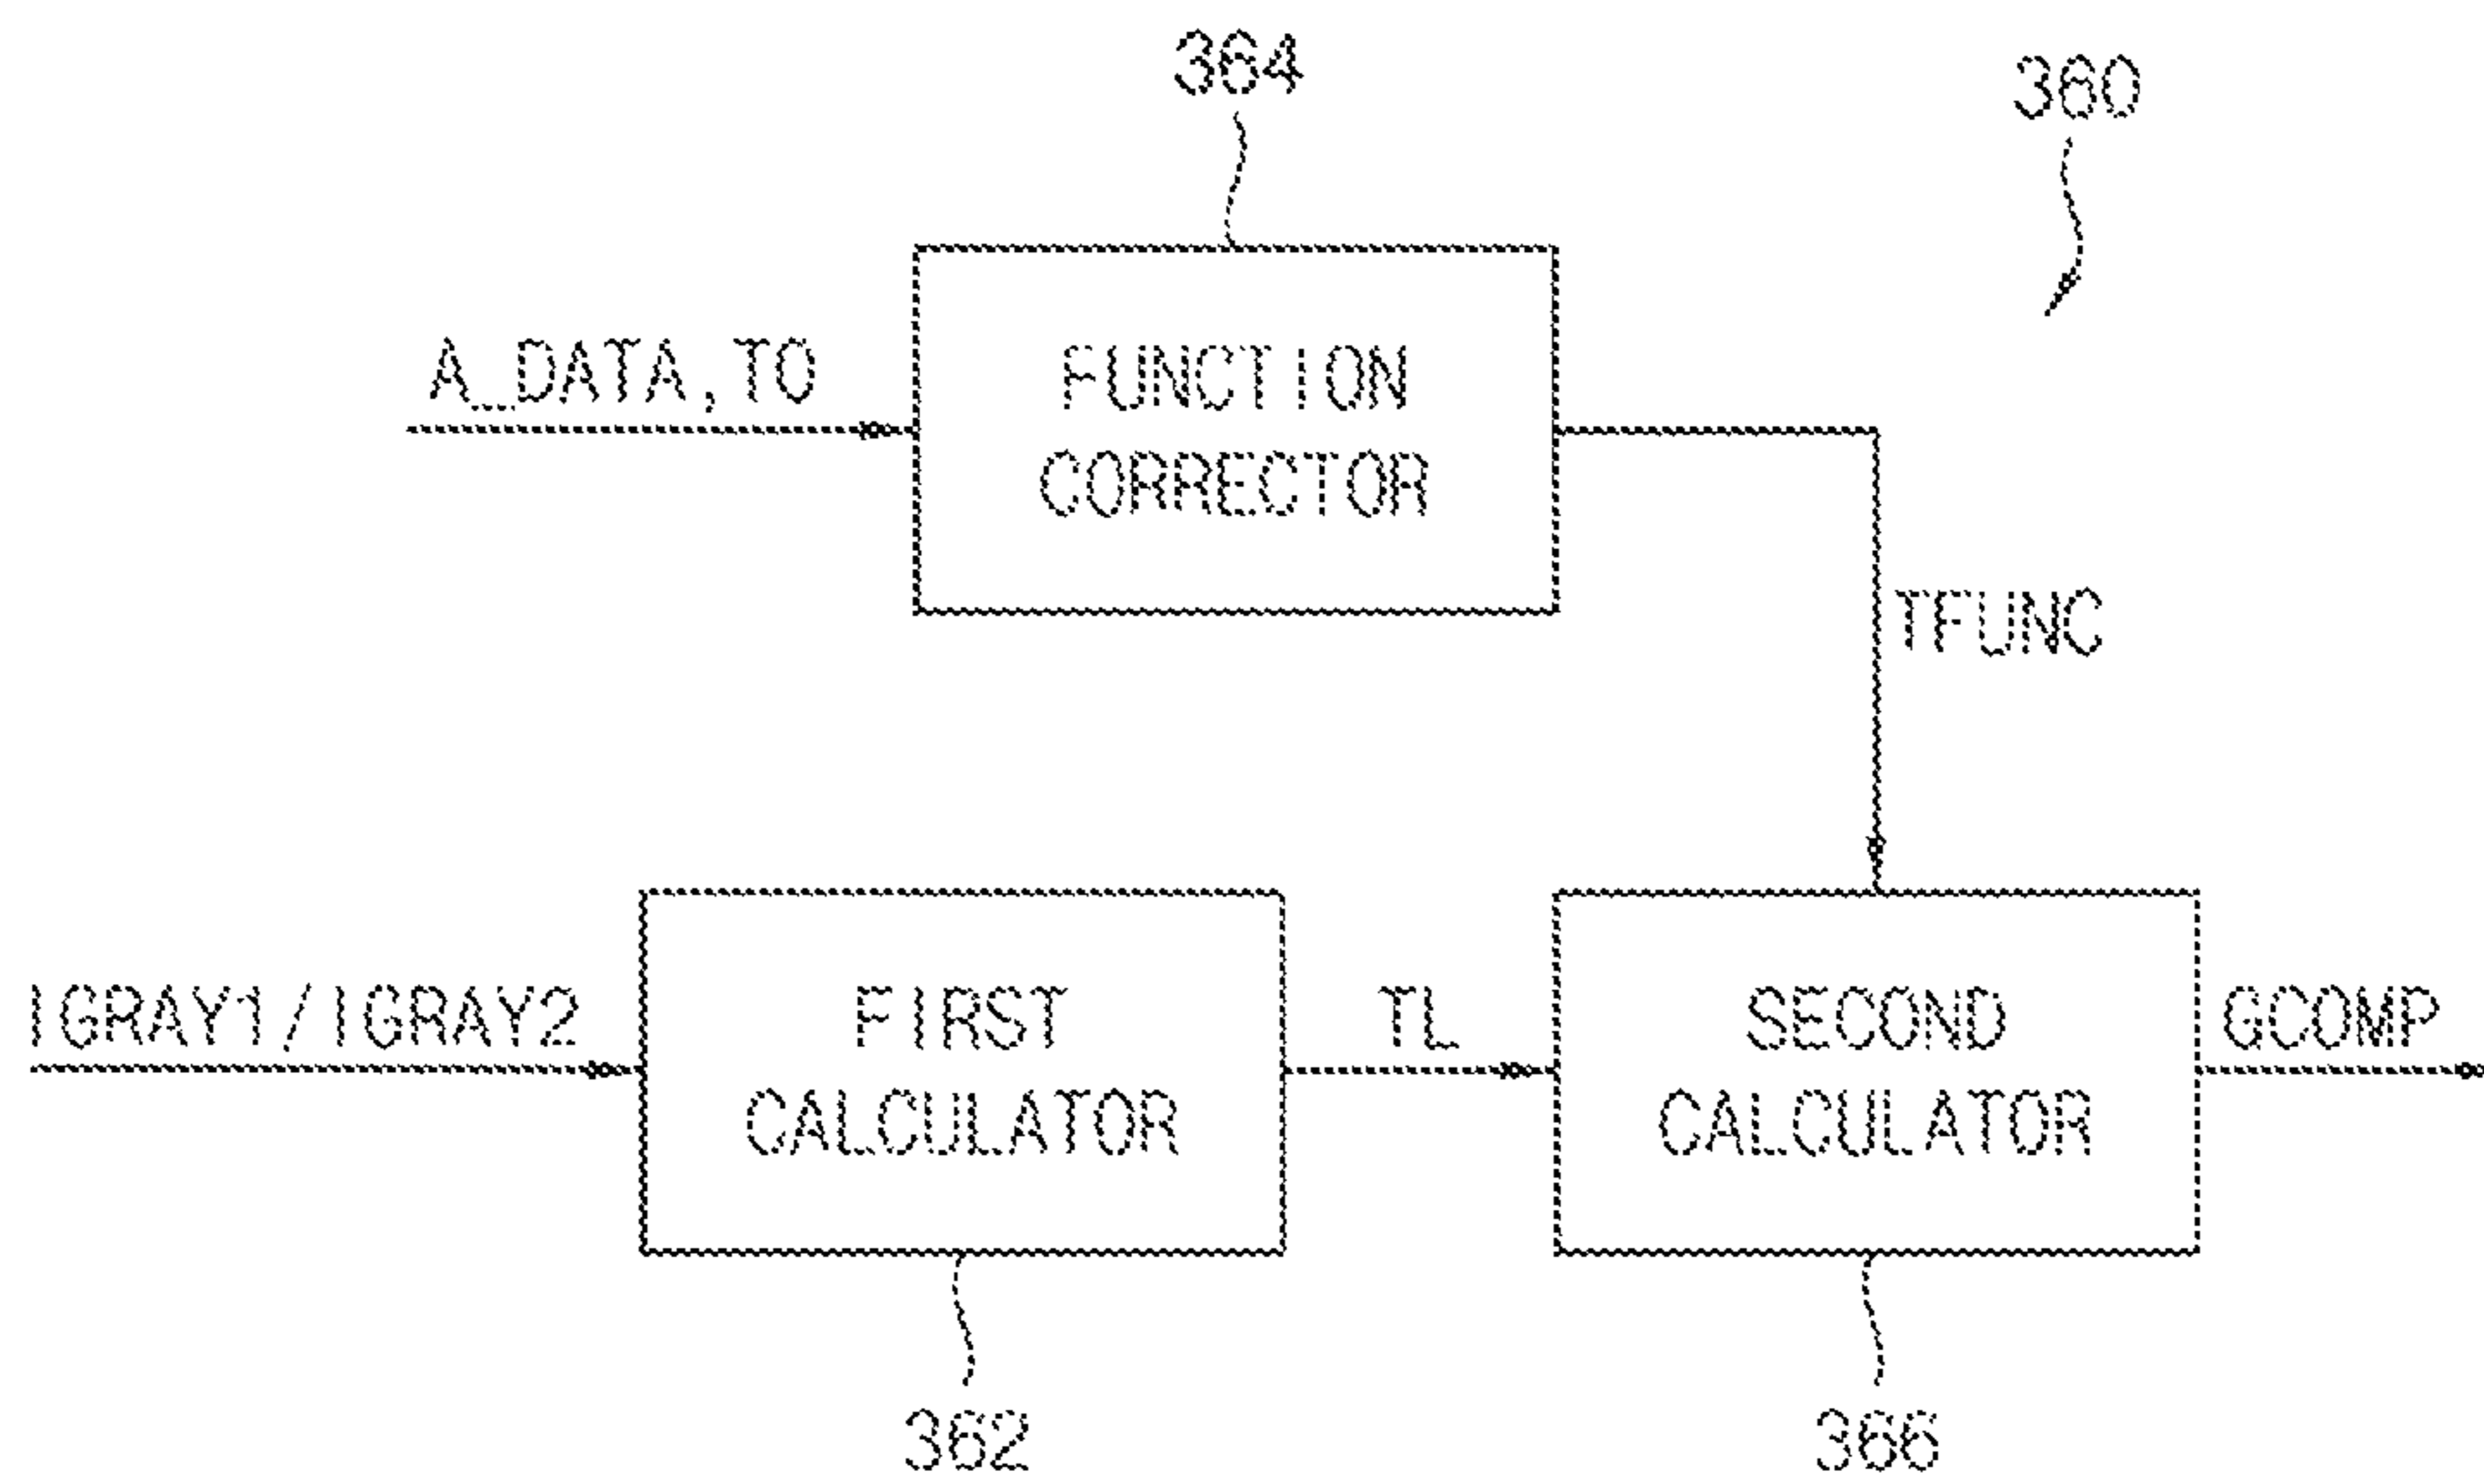 364
360
A_DATA,TO
FUNCTION
CORRECTOR
TFUNC
IGRAY1/IGRAY2
FIRST
CALCULATOR
TL
SECOND
CALCULATOR
GCOMP
362
366